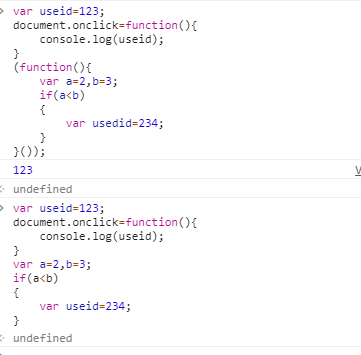 var useid=123;
document.onclick=function(){
console.log(useid);
}
(function(){
var a=2,b=3;
if(a<b)
{
var usedid=234;
}
}());
123
undefined
var useid=123;
document.onclick=function(){
console.log(useid);
}
var a=2,b=3;
if(a<b)
{
var useid=234;
}
undefined